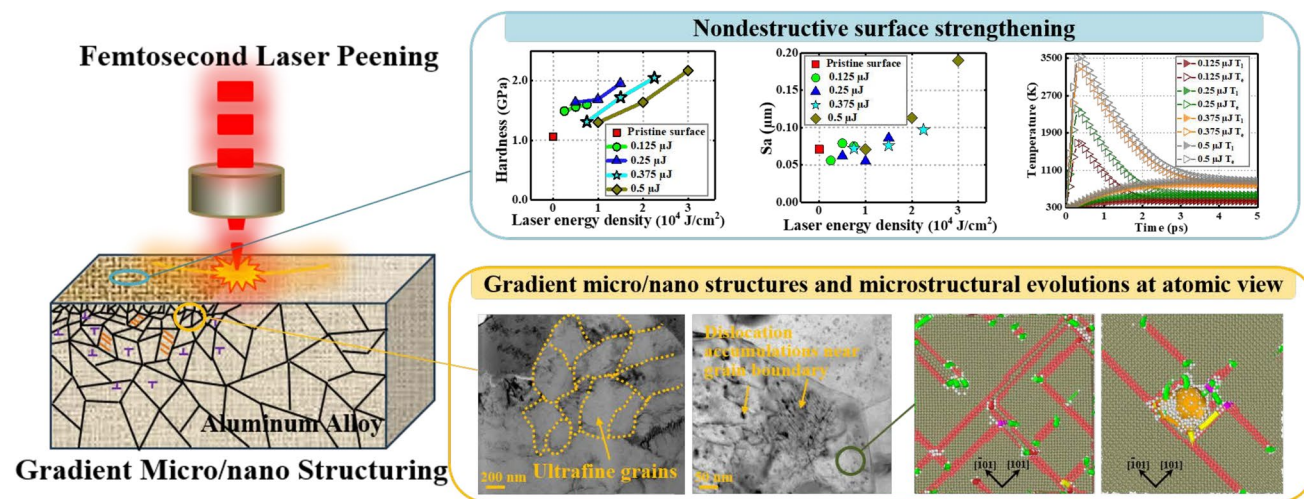 Femtosecond Laser Peening
Aluminum Alloy
Gradient Micro/nano Structuring
Nondestructive surface strengthening
Hardness (GPa)
2.0
1.0
0.0
0
1
2
3
Laser energy density (10⁴ J/cm²)
Pristine surface
0.125 μJ
0.25 μJ
0.375 μJ
0.5 μJ
Sa (μm)
0.20
0.15
0.10
0.05
0.00
0
1
2
3
Laser energy density (10⁴ J/cm²)
Pristine surface
0.125 μJ
0.25 μJ
0.375 μJ
0.5 μJ
Temperature (K)
3500
2700
1900
1100
300
0
1
2
3
4
5
Time (ps)
0.125 μJ Tₗ
0.125 μJ Tₑ
0.25 μJ Tₗ
0.25 μJ Tₑ
0.375 μJ Tₗ
0.375 μJ Tₑ
0.5 μJ Tₗ
0.5 μJ Tₑ
Gradient micro/nano structures and microstructural evolutions at atomic view
Ultrafine grains
200 nm
Dislocation
accumulations near
grain boundary
[1̄01]
[101]
[1̄01]
[101]